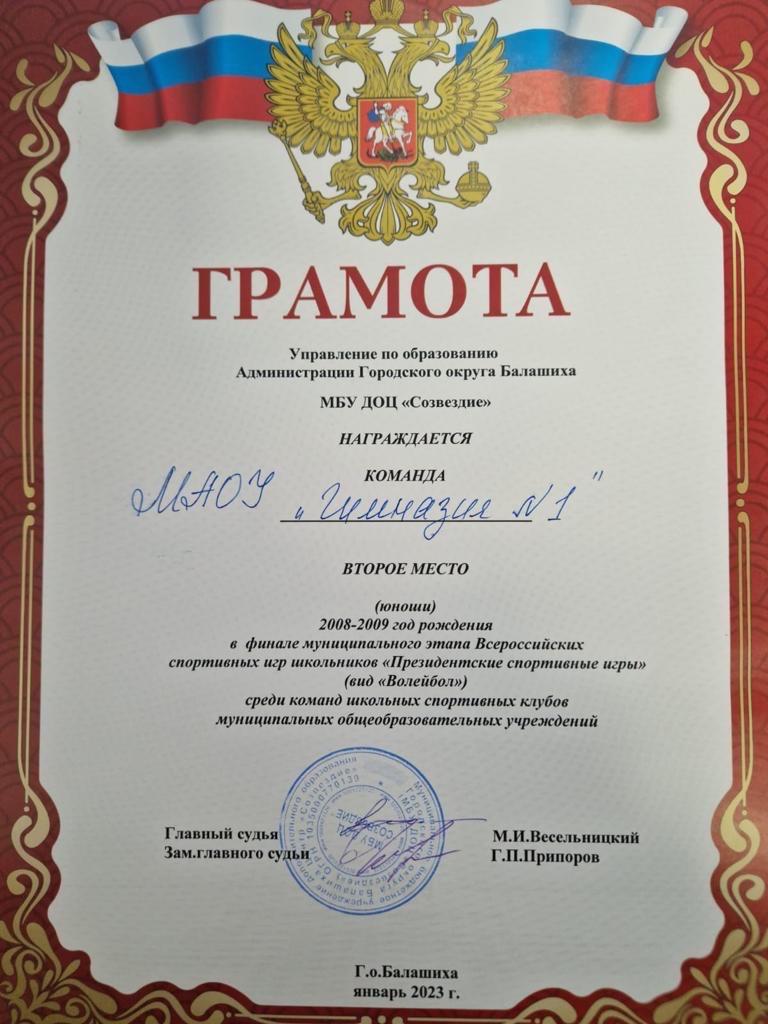 ГРАМОТА
Управление по образованию
Администрации Городского округа Балашиха
МБУ ДОЦ «Созвездие»
НАГРАЖДАЕТСЯ
КОМАНДА
МАОУ „Гимназия №1"
ВТОРОЕ МЕСТО
(юноши)
2008-2009 год рождения
в финале муниципального этапа Всероссийских
спортивных игр школьников «Президентские спортивные игры»
(вид «Волейбол»)
среди команд школьных спортивных клубов
муниципальных общеобразовательных учреждений
Главный судья М.И.Весельницкий
Зам.главного судьи Г.П.Припоров
Г.о.Балашиха
январь 2023 г.